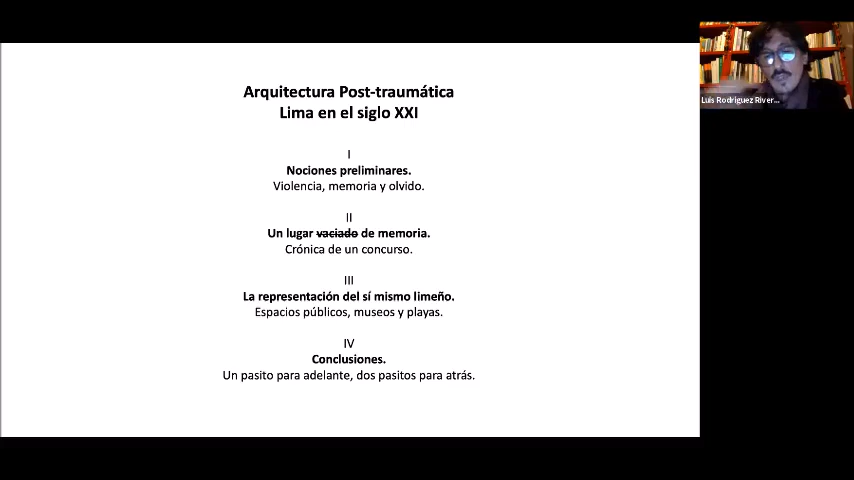 Arquitectura Post-traumática
Lima en el siglo XXI
I
Nociones preliminares.
Violencia, memoria y olvido.
II
Un lugar vaciado de memoria.
Crónica de un concurso.
III
La representación del sí mismo limeño.
Espacios públicos, museos y playas.
IV
Conclusiones.
Un pasito para adelante, dos pasitos para atrás.
Luis Rodriguez River...